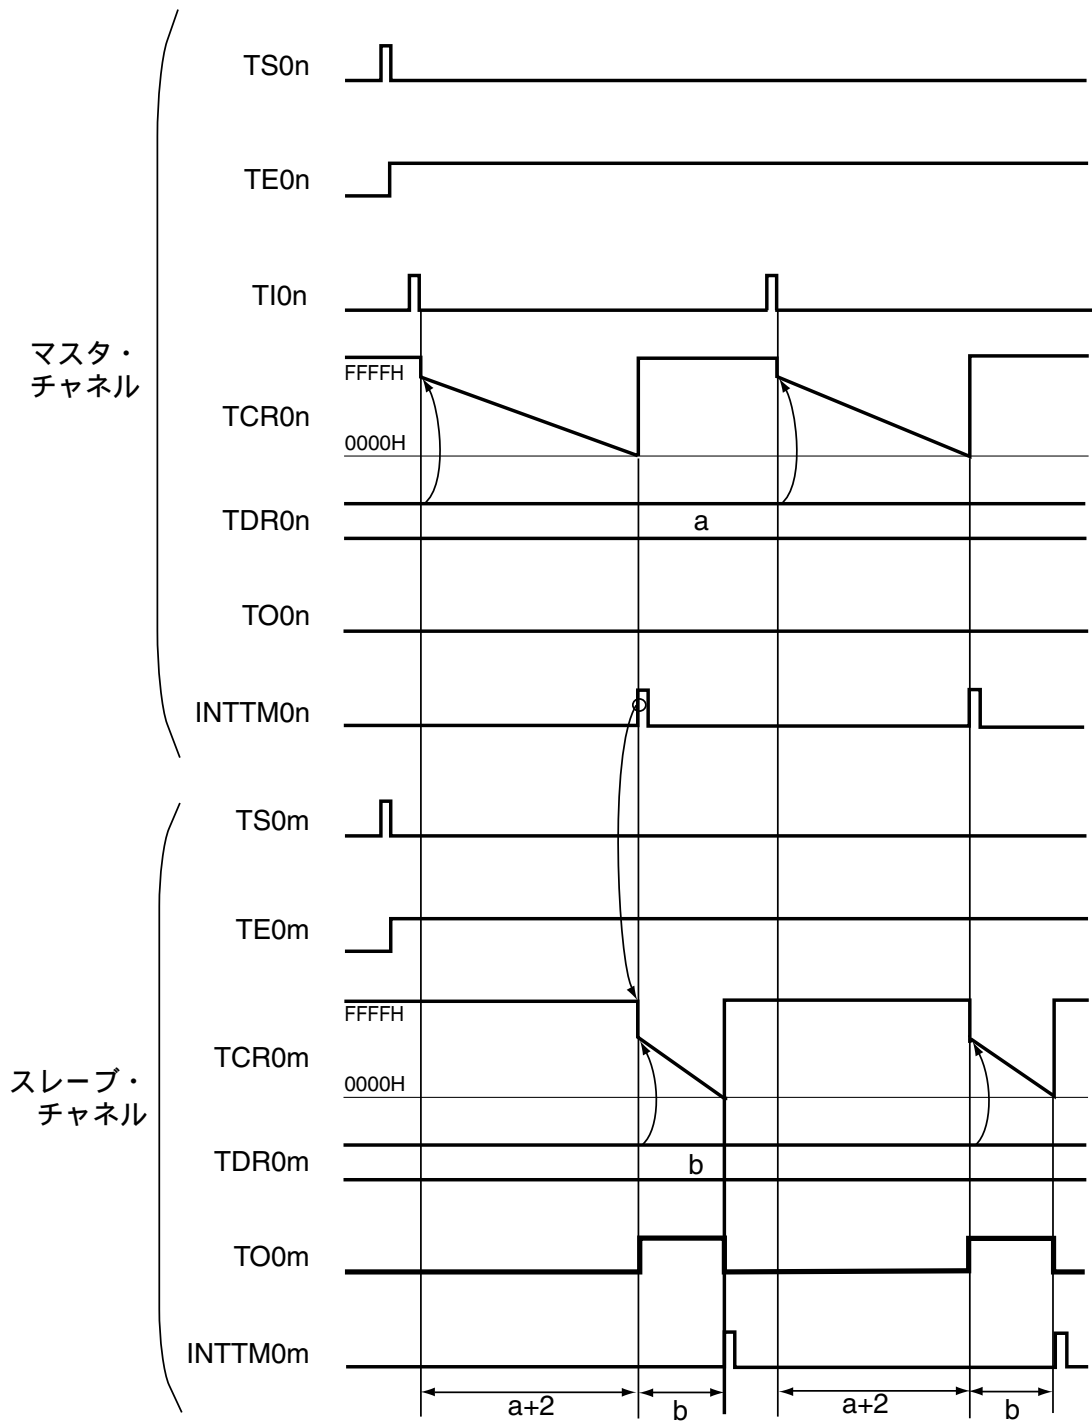 TS0n
TE0n
TI0n
マスタ・
チャネル
FFFFH
TCR0n
0000H
TDR0n
a
TO0n
INTTM0n
TS0m
TE0m
FFFFH
TCR0m
0000H
スレーブ・
チャネル
TDR0m
b
TO0m
INTTM0m
a+2 b a+2 b